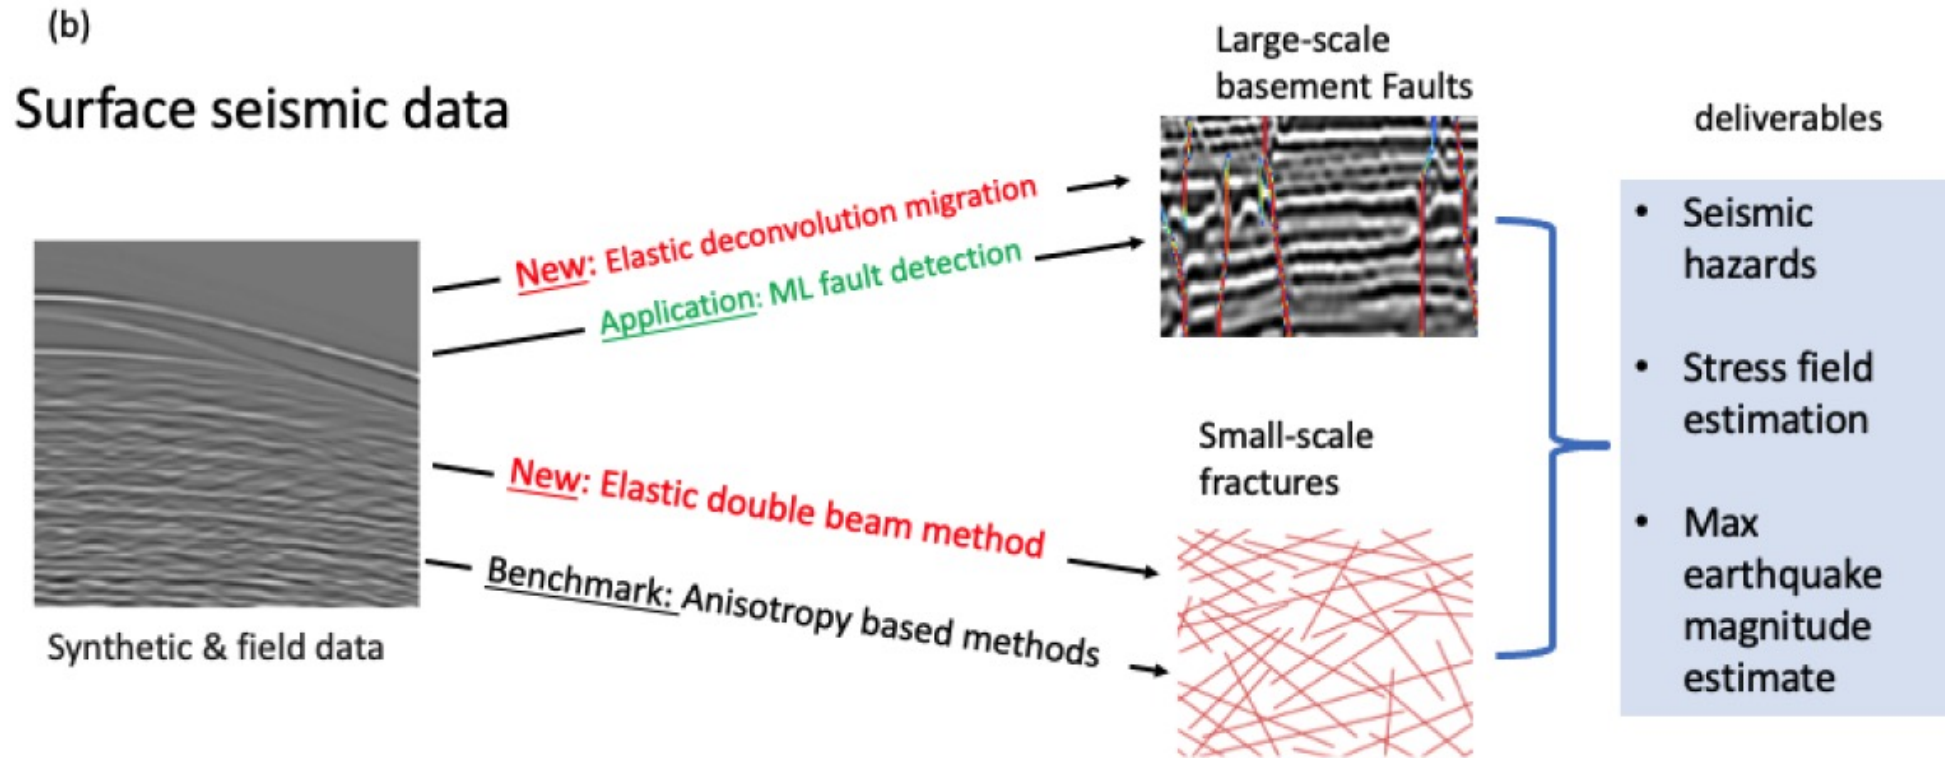 (b)
Surface seismic data
Synthetic & field data
New: Elastic deconvolution migration
Application: ML fault detection
New: Elastic double beam method
Benchmark: Anisotropy based methods
Large-scale
basement Faults
Small-scale
fractures
deliverables
• Seismic
hazards
• Stress field
estimation
• Max
earthquake
magnitude
estimate